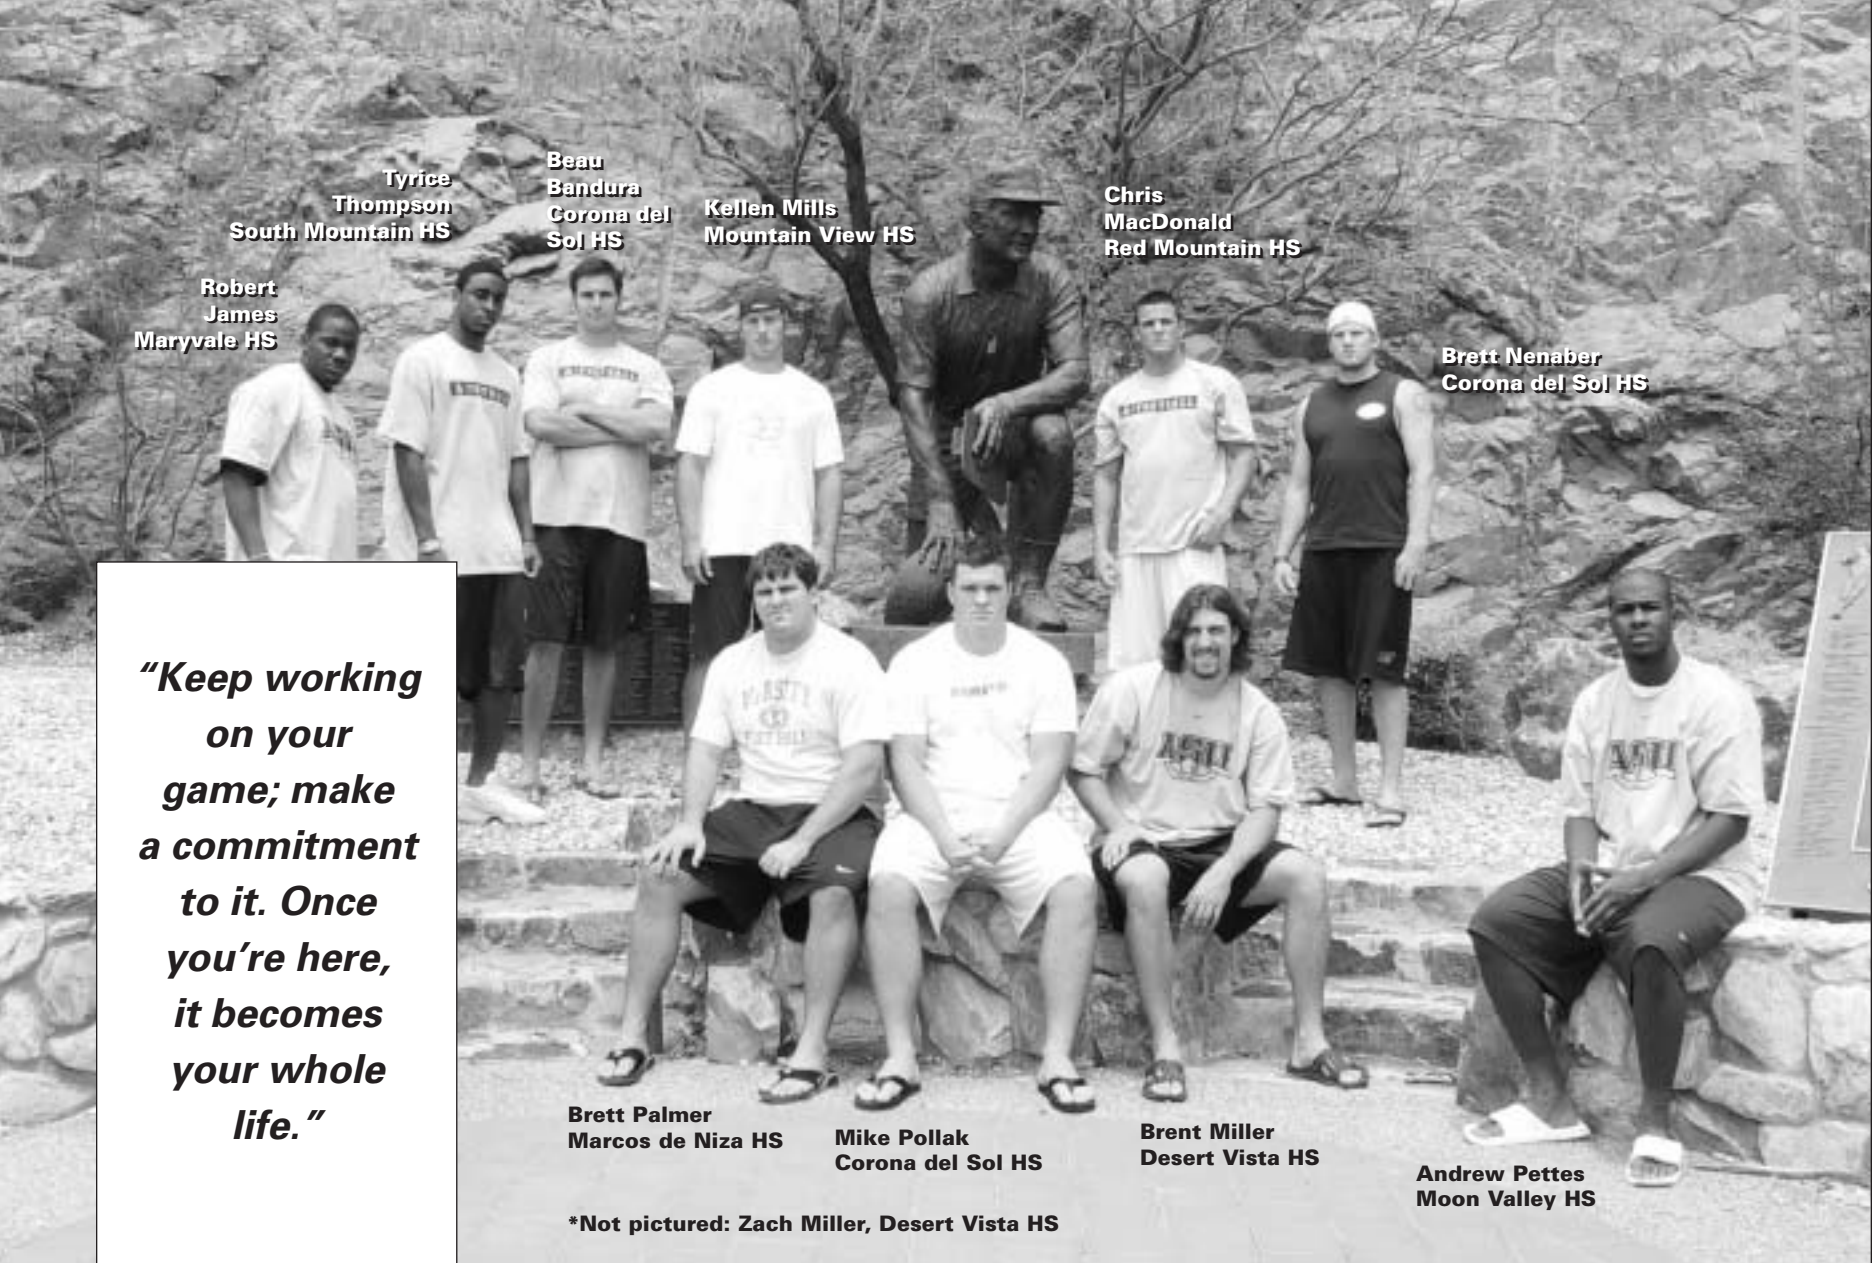 Beau
Bandura
Corona del
Sol HS
Tyrice
Thompson
South Mountain HS
Kellen Mills
Mountain View HS
Chris
MacDonald
Red Mountain HS
Robert
James
Maryvale HS
Brett Nenaber
Corona del Sol HS
“Keep working
on your
game; make
a commitment
to it. Once
you’re here,
it becomes
your whole
life.”
ASU
ASU
Brett Palmer
Marcos de Niza HS
Mike Pollak
Corona del Sol HS
Brent Miller
Desert Vista HS
Andrew Pettes
Moon Valley HS
*Not pictured: Zach Miller, Desert Vista HS